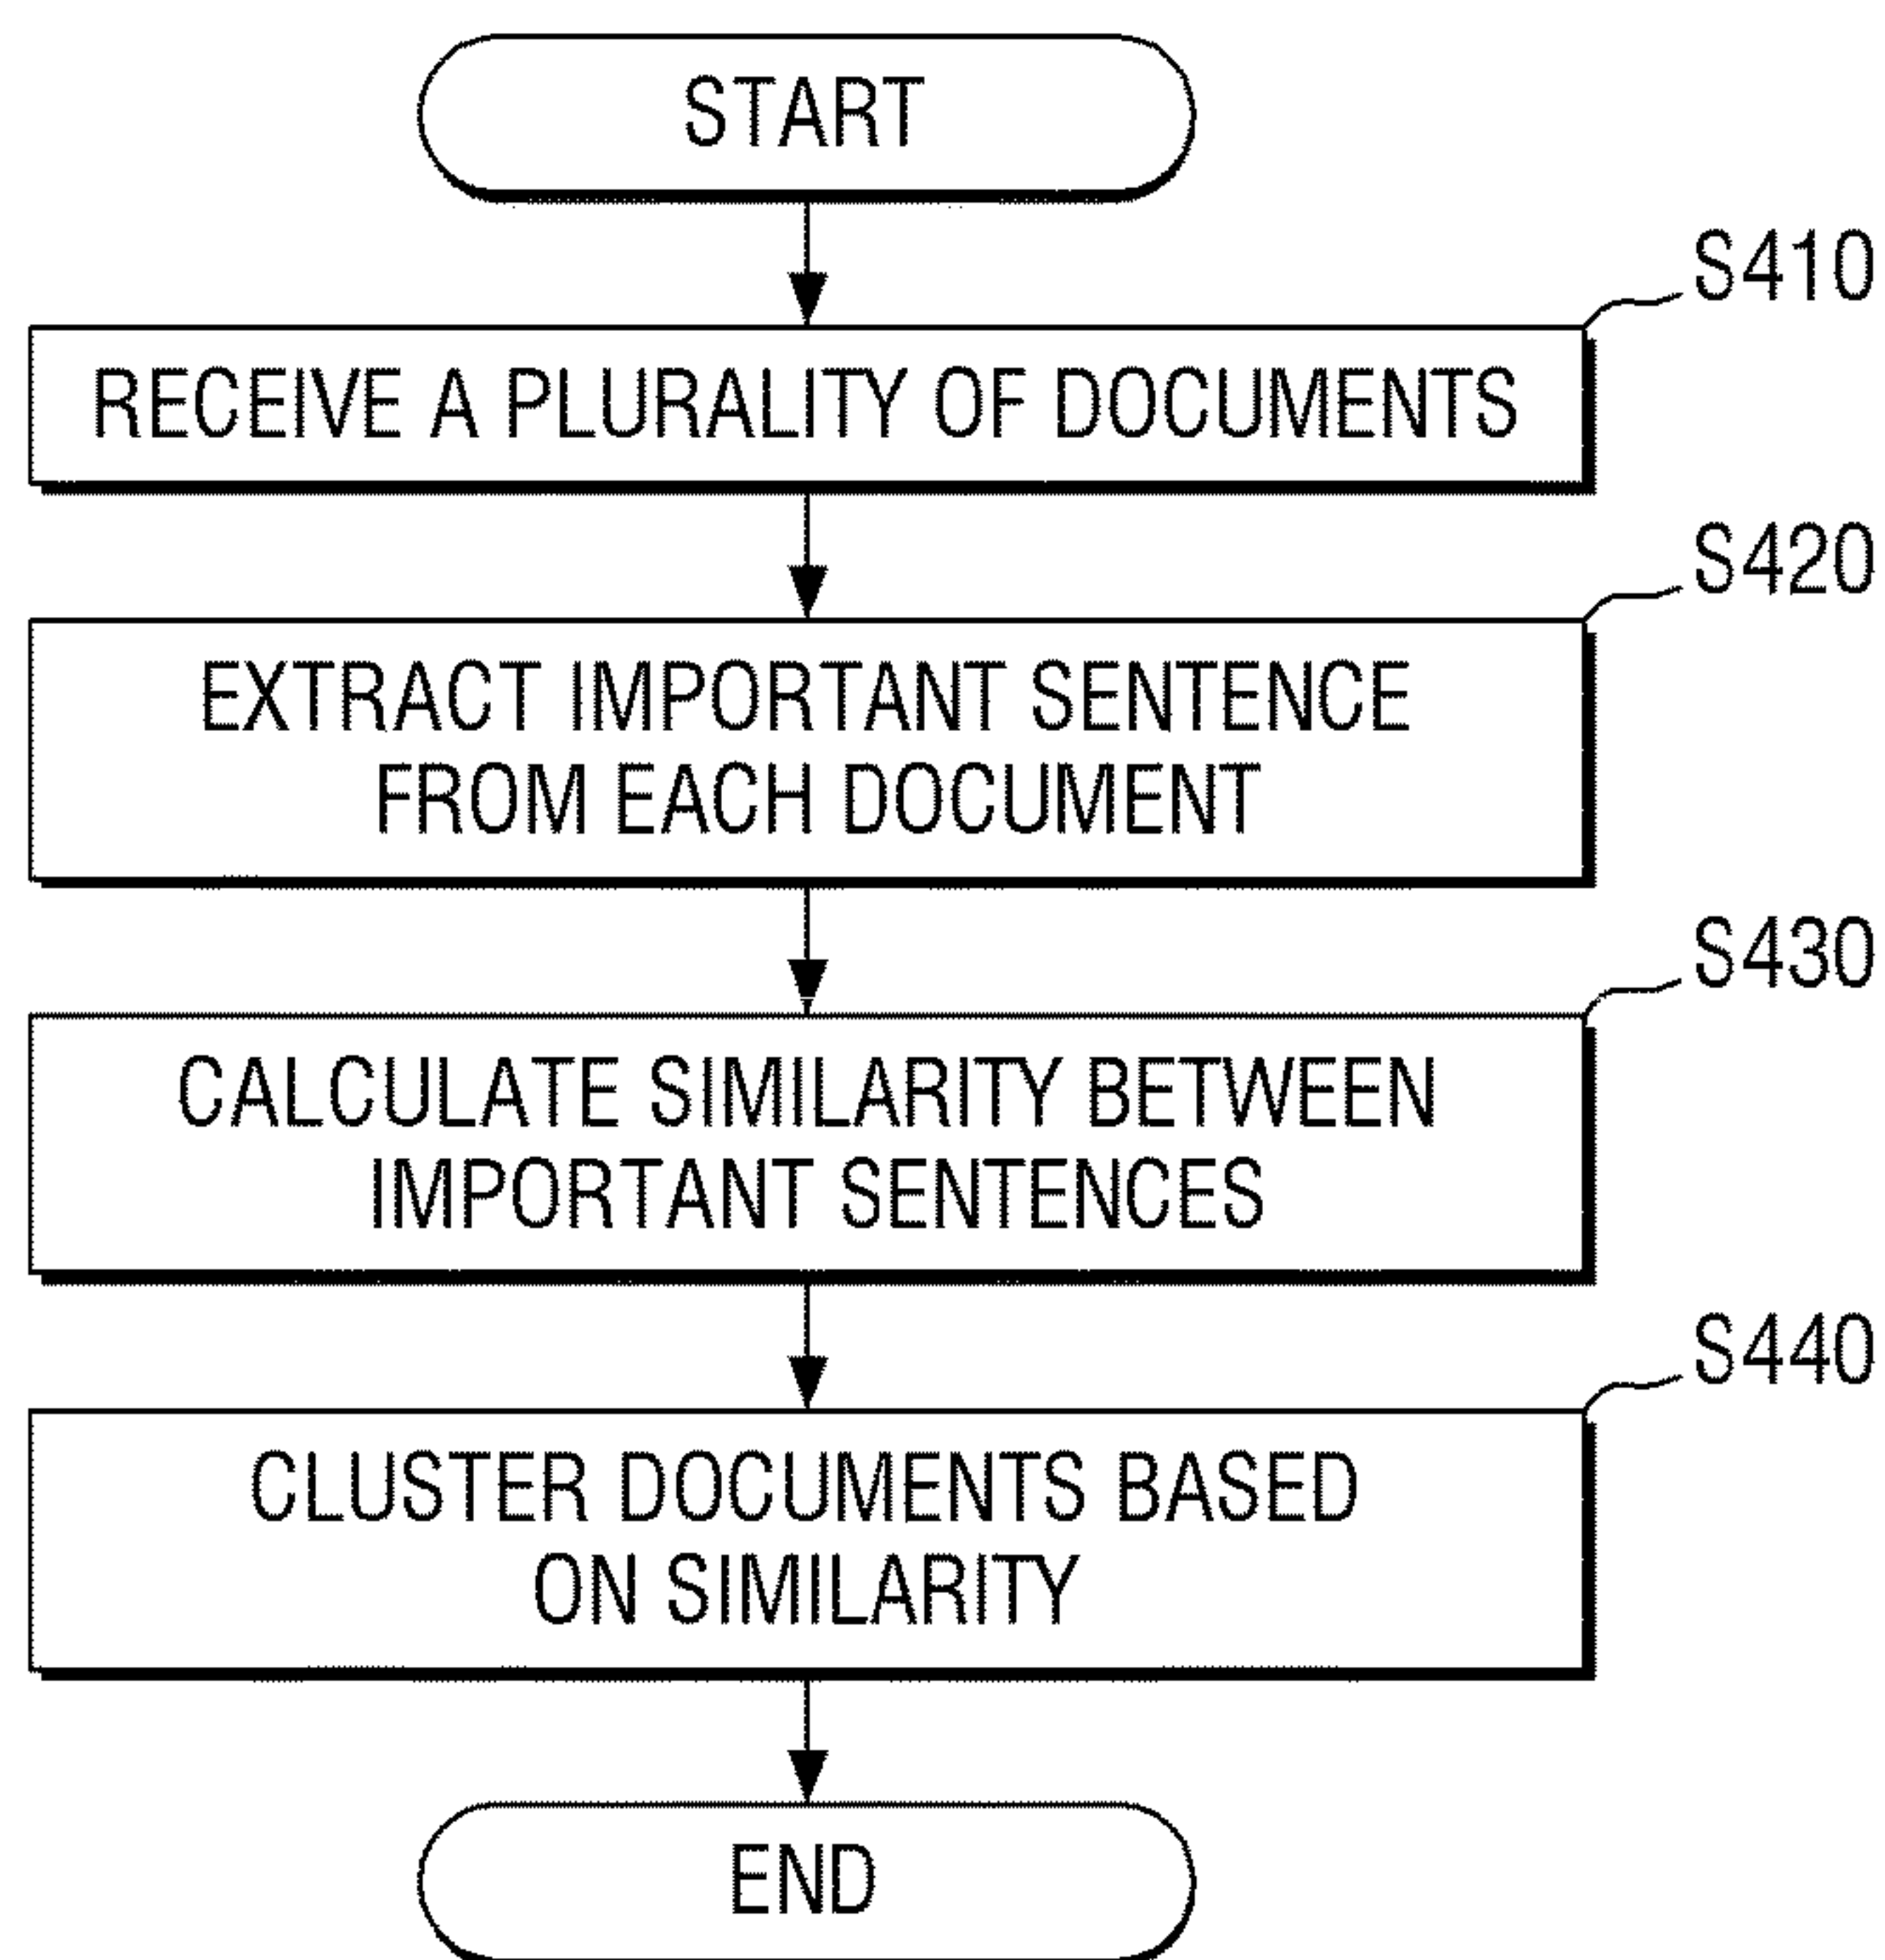 START
S410
RECEIVE A PLURALITY OF DOCUMENTS
S420
EXTRACT IMPORTANT SENTENCE
FROM EACH DOCUMENT
S430
CALCULATE SIMILARITY BETWEEN
IMPORTANT SENTENCES
S440
CLUSTER DOCUMENTS BASED
ON SIMILARITY
END